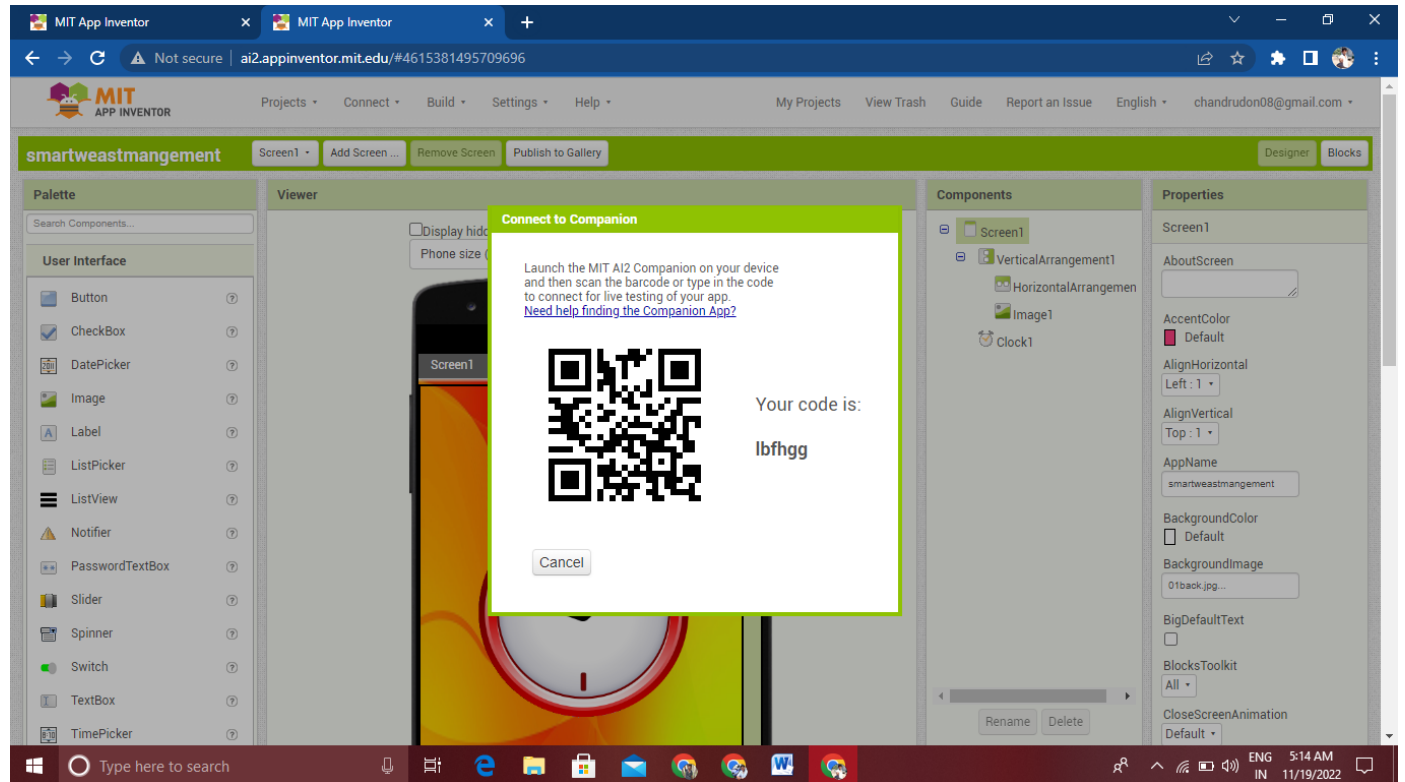 MIT App Inventor
MIT App Inventor
Not secure | ai2.appinventor.mit.edu/#4615381495709696
MIT
APP INVENTOR
Projects Connect Build Settings Help My Projects View Trash Guide Report an Issue English chandrudon08@gmail.com
smartweastmangement Screen1 Add Screen ... Remove Screen Publish to Gallery Designer Blocks
Palette
Search Components...
User Interface
Button
CheckBox
DatePicker
Image
Label
ListPicker
ListView
Notifier
PasswordTextBox
Slider
Spinner
Switch
TextBox
TimePicker
Viewer
Display hidd
Phone size (
Screen1
Connect to Companion
Launch the MIT AI2 Companion on your device
and then scan the barcode or type in the code
to connect for live testing of your app.
Need help finding the Companion App?
Your code is:
lbfhgg
Cancel
Components
Screen1
VerticalArrangement1
HorizontalArrangemen
Image1
Clock1
Rename Delete
Properties
Screen1
AboutScreen
AccentColor
Default
AlignHorizontal
Left : 1
AlignVertical
Top : 1
AppName
smartweastmangement
BackgroundColor
Default
BackgroundImage
01back.jpg...
BigDefaultText
BlocksToolkit
All
CloseScreenAnimation
Default
Type here to search
ENG
IN
5:14 AM
11/19/2022